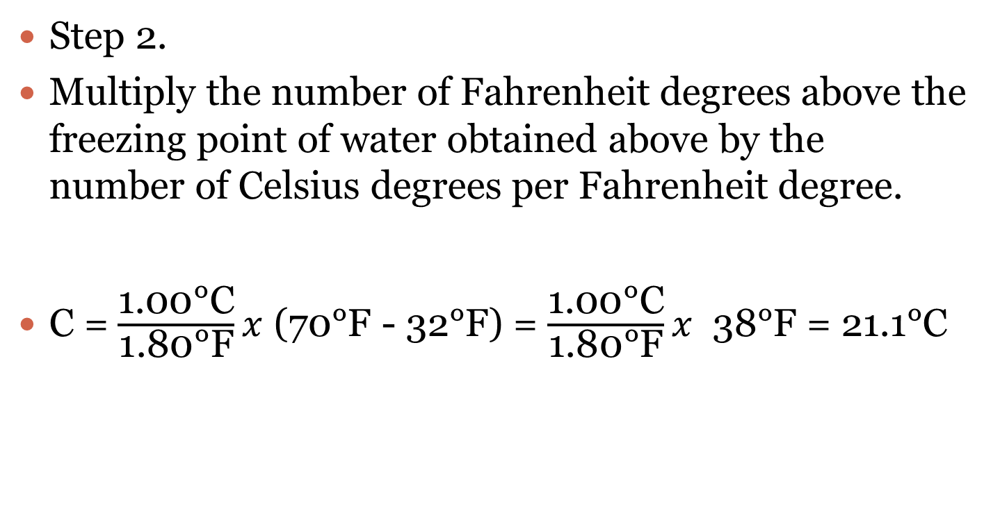 • Step 2.
• Multiply the number of Fahrenheit degrees above the
freezing point of water obtained above by the
number of Celsius degrees per Fahrenheit degree.
• C = 1.00°C/1.80°F x (70°F - 32°F) = 1.00°C/1.80°F x 38°F = 21.1°C